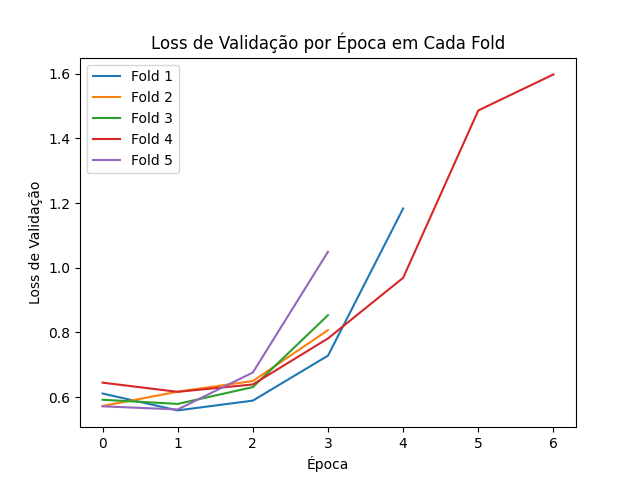 Loss de Validação por Época em Cada Fold
Fold 1
Fold 2
Fold 3
Fold 4
Fold 5
Loss de Validação
1.6
1.4
1.2
1.0
0.8
0.6
0 1 2 3 4 5 6
Época